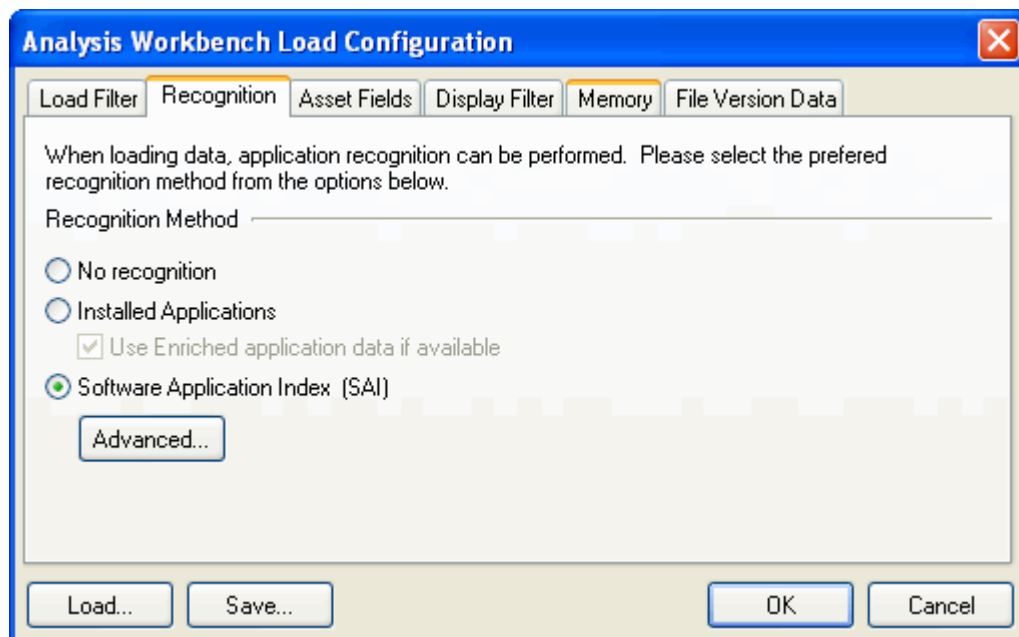 Analysis Workbench Load Configuration
Load Filter Recognition Asset Fields Display Filter Memory File Version Data
When loading data, application recognition can be performed. Please select the prefered
recognition method from the options below.
Recognition Method
No recognition
Installed Applications
Use Enriched application data if available
Software Application Index (SAI)
Advanced...
Load... Save... OK Cancel